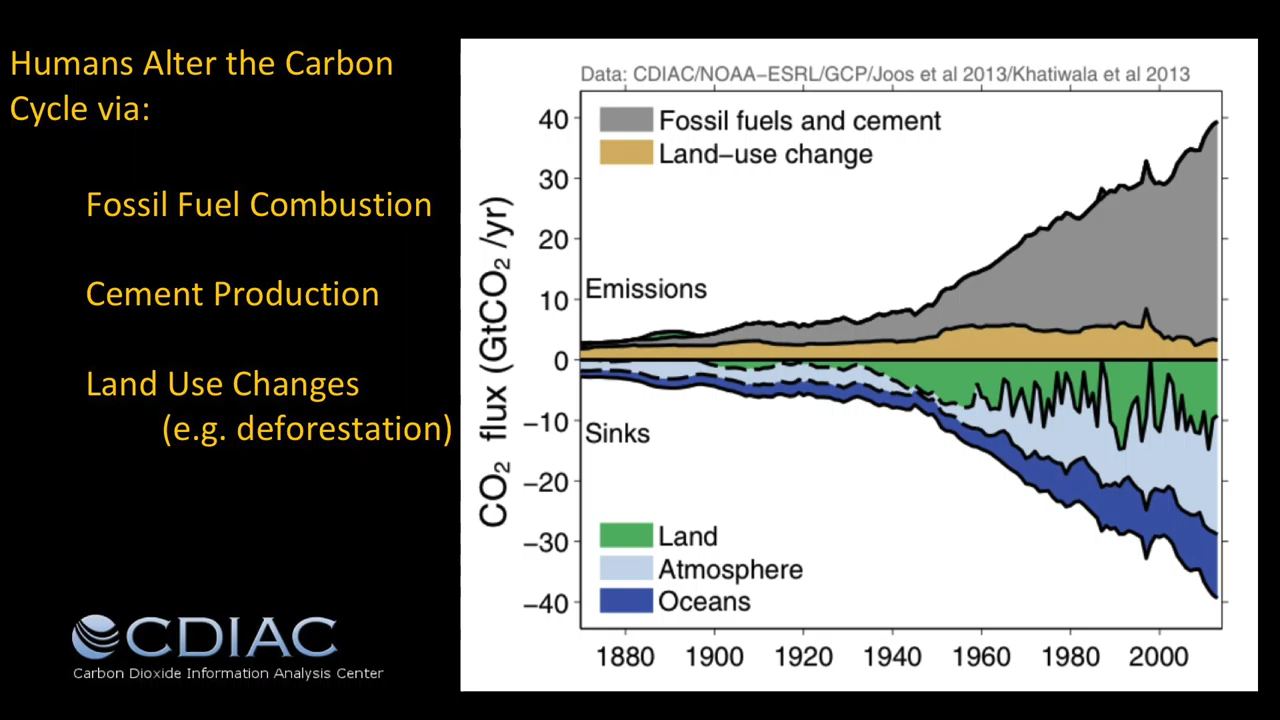 Humans Alter the Carbon
Cycle via:
Fossil Fuel Combustion
Cement Production
Land Use Changes
(e.g. deforestation)
CDIAC
Carbon Dioxide Information Analysis Center
Data: CDIAC/NOAA−ESRL/GCP/Joos et al 2013/Khatiwala et al 2013
Fossil fuels and cement
Land−use change
CO₂ flux (GtCO₂/yr)
40
30
20
10
0
−10
−20
−30
−40
Emissions
Sinks
Land
Atmosphere
Oceans
1880 1900 1920 1940 1960 1980 2000